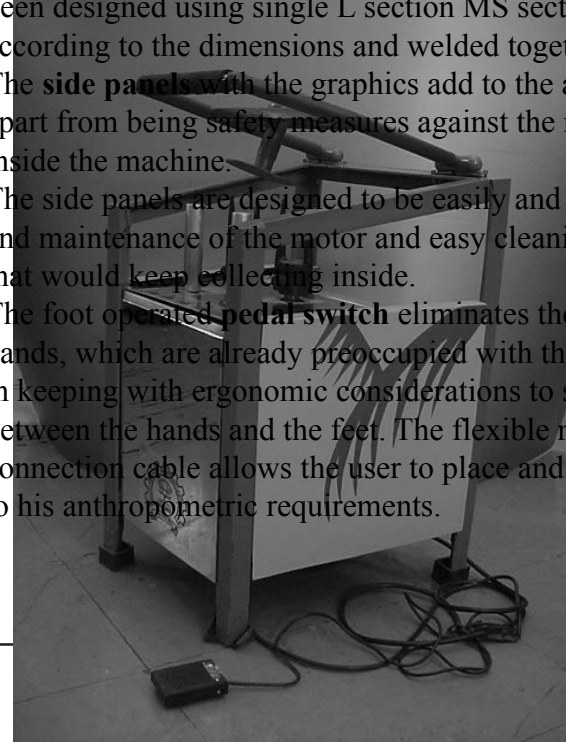 een designed using single L section MS sect
ccording to the dimensions and welded toget
he side panels with the graphics add to the a
part from being safety measures against the
nside the machine.
he side panels are designed to be easily and
nd maintenance of the motor and easy cleani
hat would keep collecting inside.
he foot operated pedal switch eliminates the
ands, which are already preoccupied with th
n keeping with ergonomic considerations to s
etween the hands and the feet. The flexible
onnection cable allows the user to place and
o his anthropometric requirements.